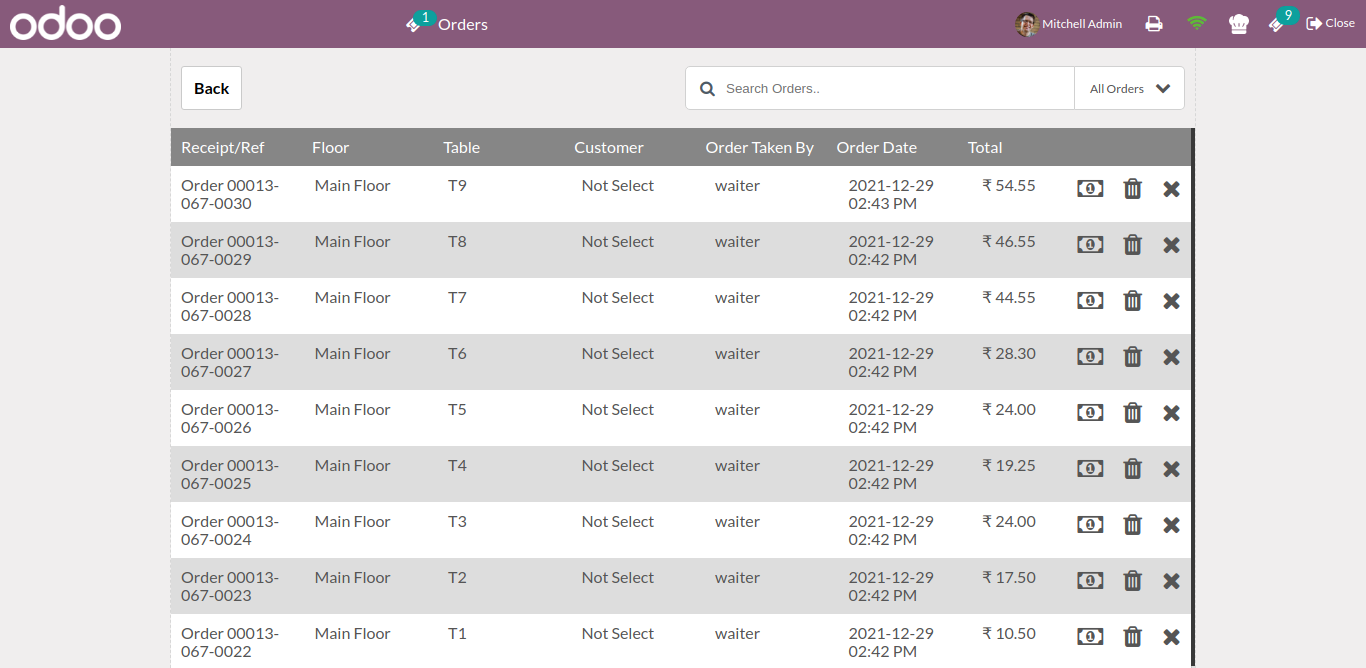 odoo
1
Orders
Mitchell Admin
9
Close
Back
Search Orders..
All Orders
Receipt/Ref Floor Table Customer Order Taken By Order Date Total
Order 00013- Main Floor T9 Not Select waiter 2021-12-29 ₹ 54.55
067-0030 02:43 PM
Order 00013- Main Floor T8 Not Select waiter 2021-12-29 ₹ 46.55
067-0029 02:42 PM
Order 00013- Main Floor T7 Not Select waiter 2021-12-29 ₹ 44.55
067-0028 02:42 PM
Order 00013- Main Floor T6 Not Select waiter 2021-12-29 ₹ 28.30
067-0027 02:42 PM
Order 00013- Main Floor T5 Not Select waiter 2021-12-29 ₹ 24.00
067-0026 02:42 PM
Order 00013- Main Floor T4 Not Select waiter 2021-12-29 ₹ 19.25
067-0025 02:42 PM
Order 00013- Main Floor T3 Not Select waiter 2021-12-29 ₹ 24.00
067-0024 02:42 PM
Order 00013- Main Floor T2 Not Select waiter 2021-12-29 ₹ 17.50
067-0023 02:42 PM
Order 00013- Main Floor T1 Not Select waiter 2021-12-29 ₹ 10.50
067-0022 02:42 PM